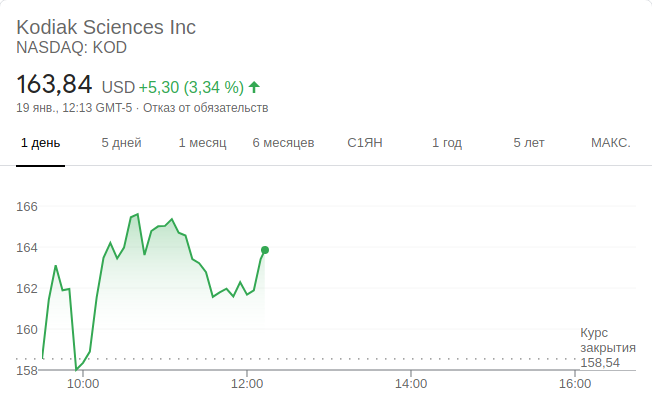 Kodiak Sciences Inc
NASDAQ: KOD
163,84 USD +5,30 (3,34 %)
19 янв., 12:13 GMT-5 · Отказ от обязательств
1 день 5 дней 1 месяц 6 месяцев С1ЯН 1 год 5 лет МАКС.
166
164
162
160
158
Курс
закрытия
158,54
10:00 12:00 14:00 16:00